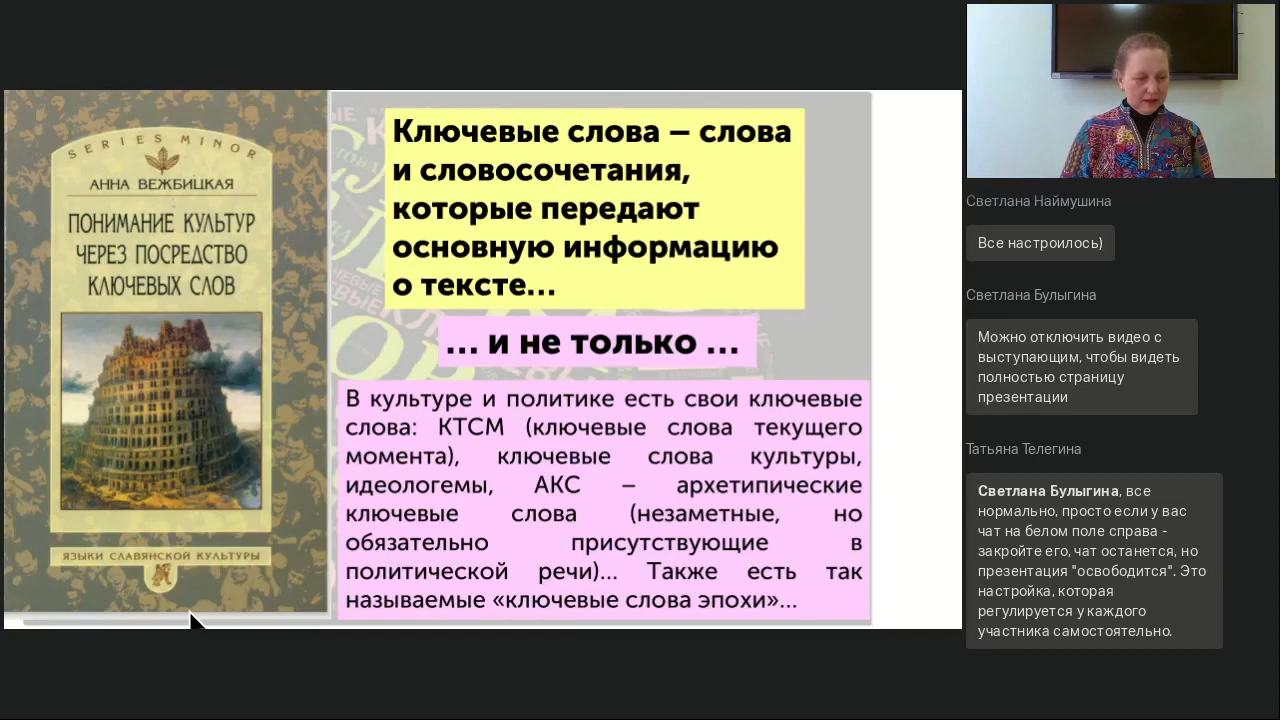 SERIES MINOR
АННА ВЕЖБИЦКАЯ
ПОНИМАНИЕ КУЛЬТУР
ЧЕРЕЗ ПОСРЕДСТВО
КЛЮЧЕВЫХ СЛОВ
ЯЗЫКИ СЛАВЯНСКОЙ КУЛЬТУРЫ
Ключевые слова – слова
и словосочетания,
которые передают
основную информацию
о тексте...
... и не только ...
В культуре и политике есть свои ключевые
слова: КТСМ (ключевые слова текущего
момента), ключевые слова культуры,
идеологемы, АКС – архетипические
ключевые слова (незаметные, но
обязательно присутствующие в
политической речи)... Также есть так
называемые «ключевые слова эпохи»...
Светлана Наймушина
Все настроилось)
Светлана Булыгина
Можно отключить видео с
выступающим, чтобы видеть
полностью страницу
презентации
Татьяна Телегина
Светлана Булыгина, все
нормально, просто если у вас
чат на белом поле справа -
закройте его, чат останется, но
презентация "освободится". Это
настройка, которая
регулируется у каждого
участника самостоятельно.